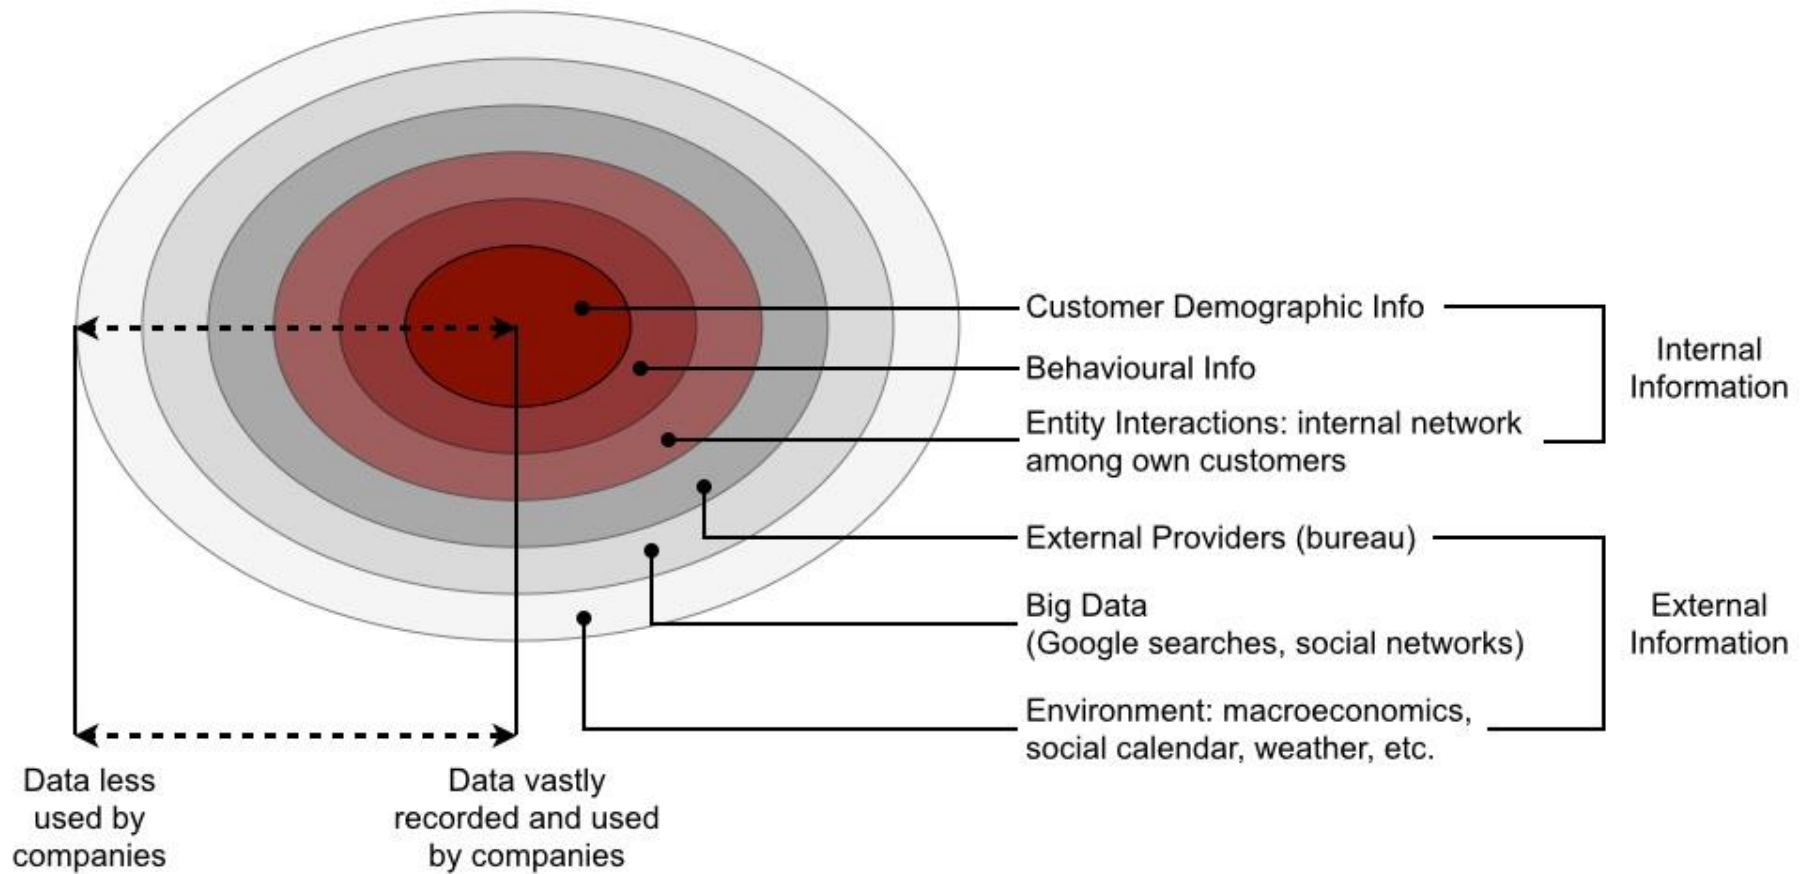 Customer Demographic Info
Behavioural Info
Entity Interactions: internal network
among own customers
Internal
Information
External Providers (bureau)
Big Data
(Google searches, social networks)
Environment: macroeconomics,
social calendar, weather, etc.
External
Information
Data less
used by
companies
Data vastly
recorded and used
by companies